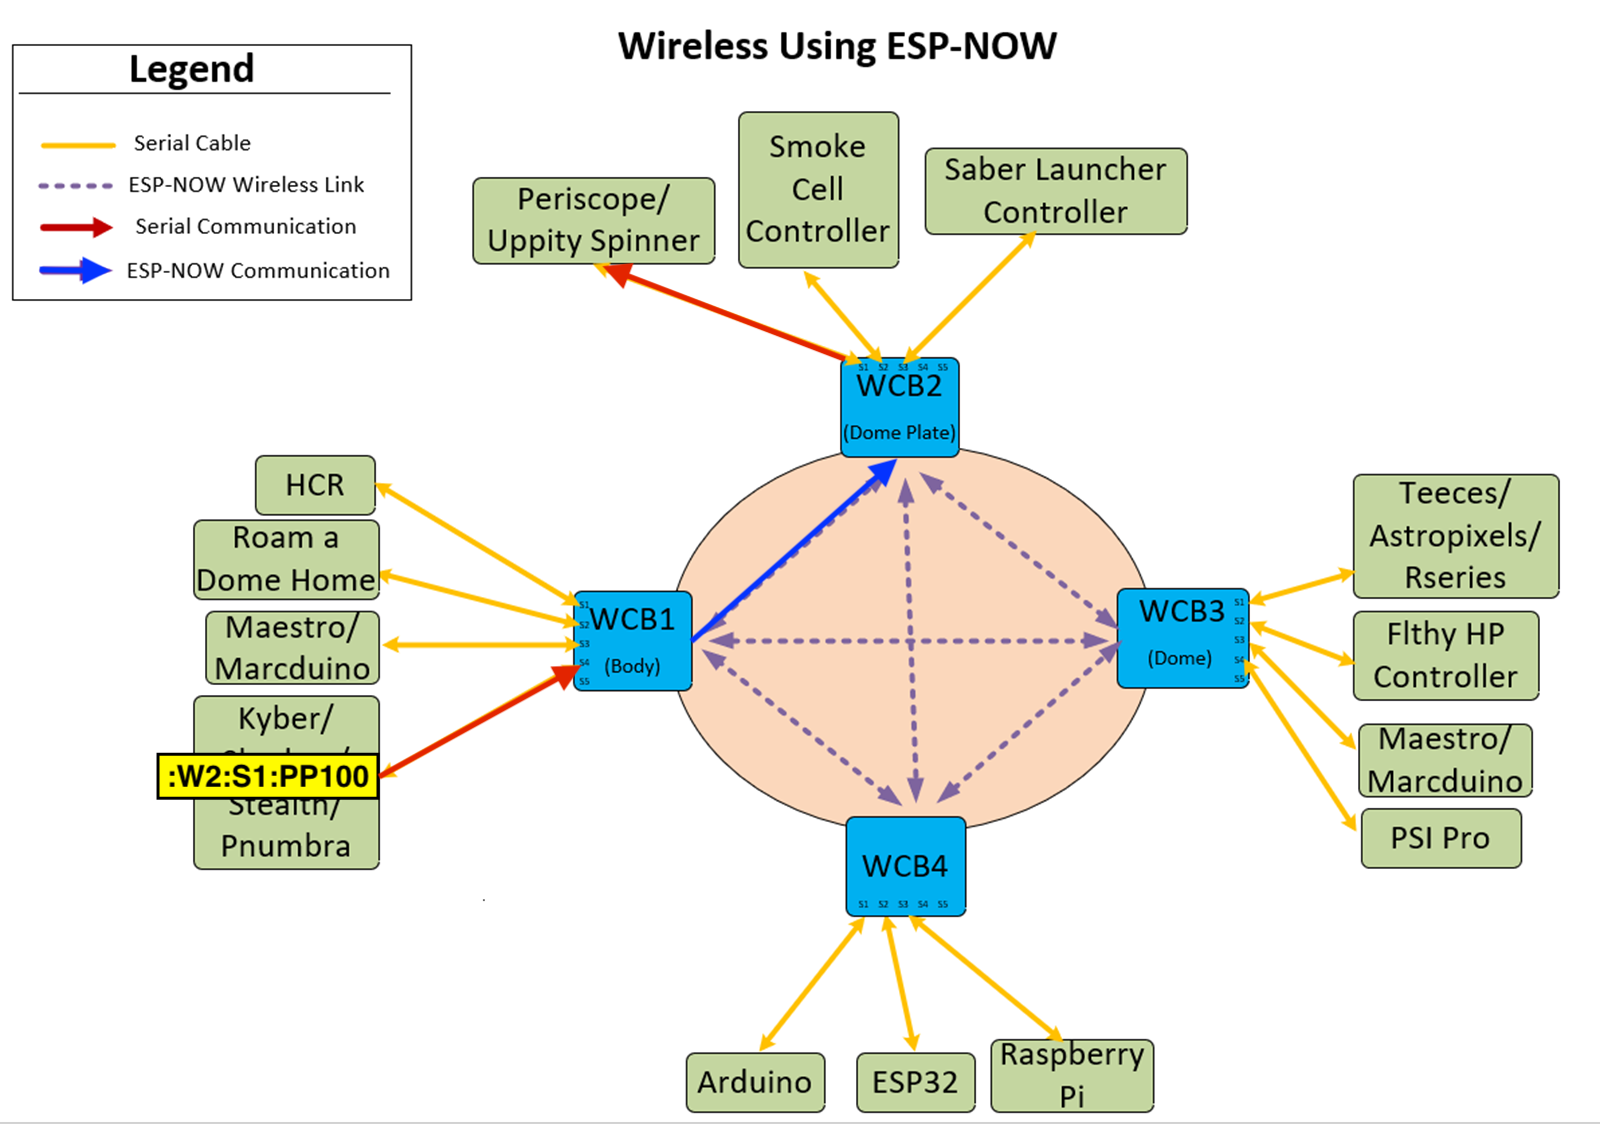 Wireless Using ESP-NOW
Legend
Serial Cable
ESP-NOW Wireless Link
Serial Communication
ESP-NOW Communication
Periscope/
Uppity Spinner
Smoke
Cell
Controller
Saber Launcher
Controller
S1 S2 S3 S4 S5
WCB2
(Dome Plate)
HCR
Roam a
Dome Home
Maestro/
Marcduino
Kyber/
:W2:S1:PP100
Stealth/
Pnumbra
S1
S2
S3
S4
S5
WCB1
(Body)
WCB3
(Dome)
S1
S2
S3
S4
S5
Teeces/
Astropixels/
Rseries
Flthy HP
Controller
Maestro/
Marcduino
PSI Pro
WCB4
S1 S2 S3 S4 S5
Arduino
ESP32
Raspberry
Pi